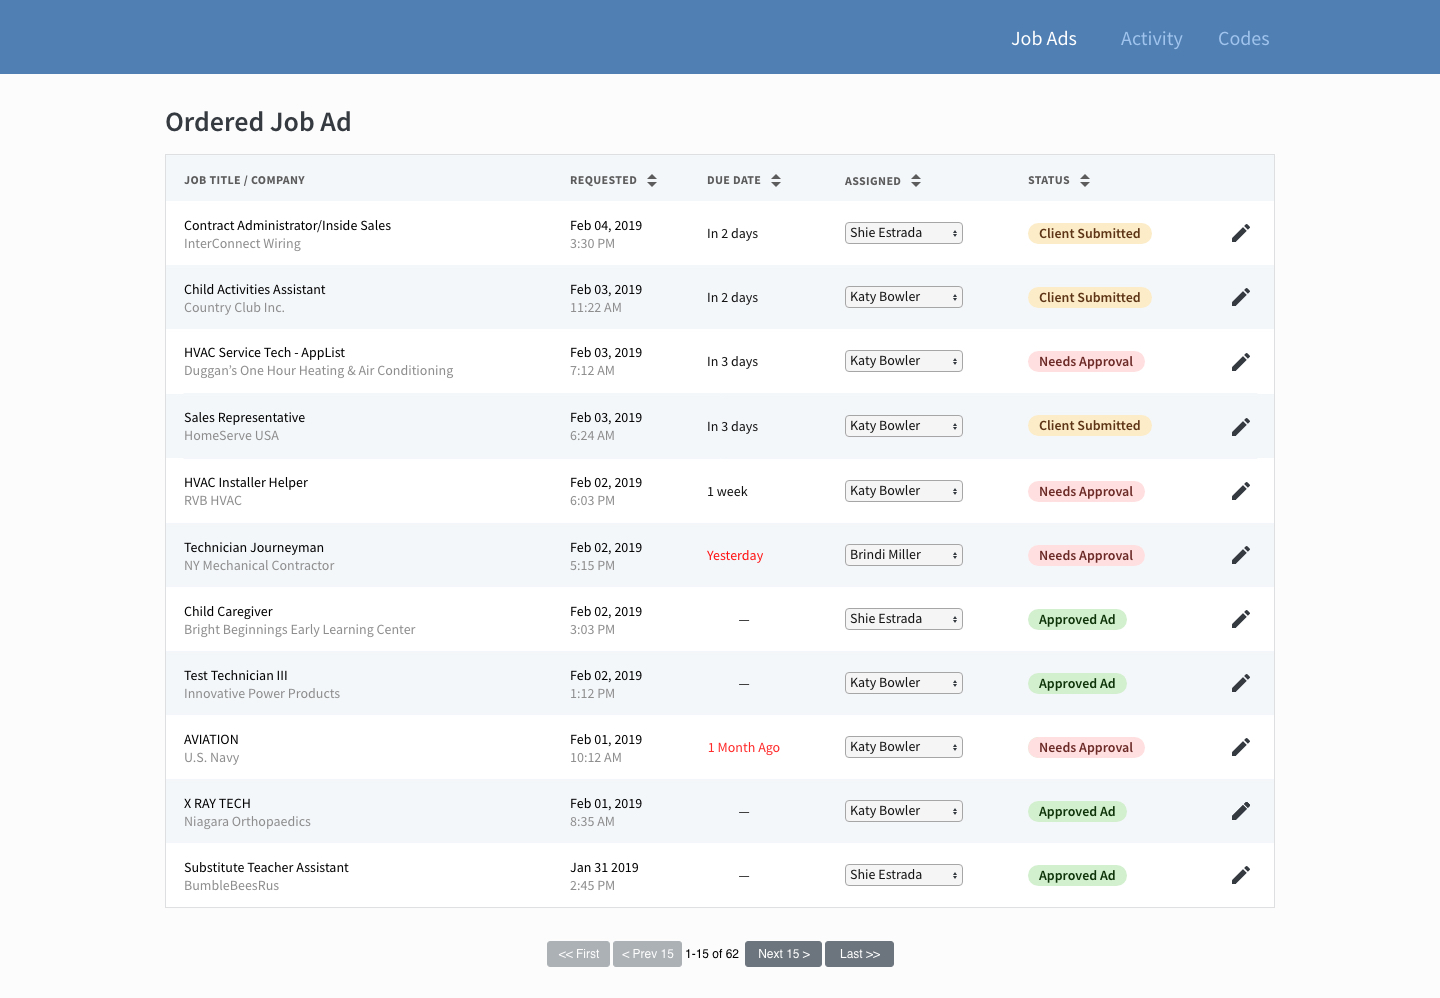 Job Ads Activity Codes
Ordered Job Ad
JOB TITLE / COMPANY REQUESTED DUE DATE ASSIGNED STATUS
Contract Administrator/Inside Sales Feb 04, 2019 In 2 days Shie Estrada Client Submitted
InterConnect Wiring 3:30 PM
Child Activities Assistant Feb 03, 2019 In 2 days Katy Bowler Client Submitted
Country Club Inc. 11:22 AM
HVAC Service Tech - AppList Feb 03, 2019 In 3 days Katy Bowler Needs Approval
Duggan's One Hour Heating & Air Conditioning 7:12 AM
Sales Representative Feb 03, 2019 In 3 days Katy Bowler Client Submitted
HomeServe USA 6:24 AM
HVAC Installer Helper Feb 02, 2019 1 week Katy Bowler Needs Approval
RVB HVAC 6:03 PM
Technician Journeyman Feb 02, 2019 Yesterday Brindi Miller Needs Approval
NY Mechanical Contractor 5:15 PM
Child Caregiver Feb 02, 2019 — Shie Estrada Approved Ad
Bright Beginnings Early Learning Center 3:03 PM
Test Technician III Feb 02, 2019 — Katy Bowler Approved Ad
Innovative Power Products 1:12 PM
AVIATION Feb 01, 2019 1 Month Ago Katy Bowler Needs Approval
U.S. Navy 10:12 AM
X RAY TECH Feb 01, 2019 — Katy Bowler Approved Ad
Niagara Orthopaedics 8:35 AM
Substitute Teacher Assistant Jan 31 2019 — Shie Estrada Approved Ad
BumbleBeesRus 2:45 PM
<< First < Prev 15 1-15 of 62 Next 15 > Last >>